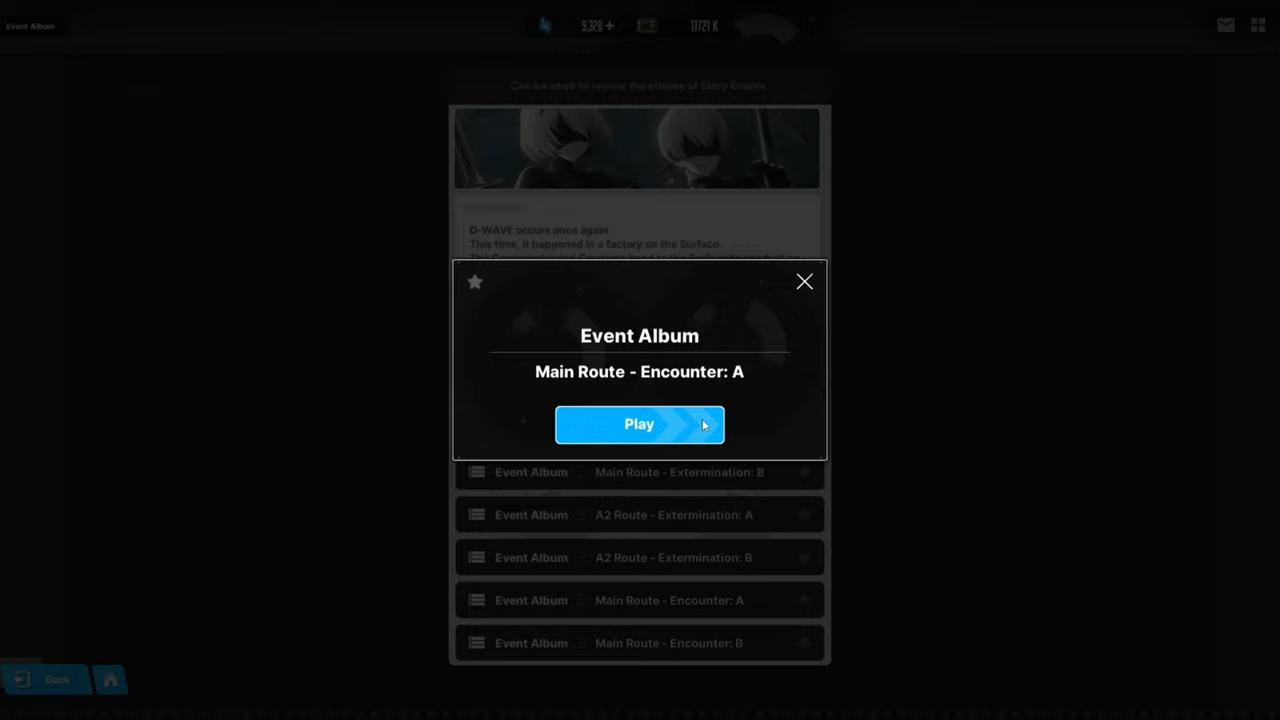 Event Album
9,328 +
11721 K
Can be used to review the stories of Story Events
D-WAVE occurs once again
This time, it happened in a factory on the Surface
Event Album
Main Route - Encounter: A
Play
Event Album Main Route - Extermination: B
Event Album A2 Route - Extermination: A
Event Album A2 Route - Extermination: B
Event Album Main Route - Encounter: A
Event Album Main Route - Encounter: B
Back